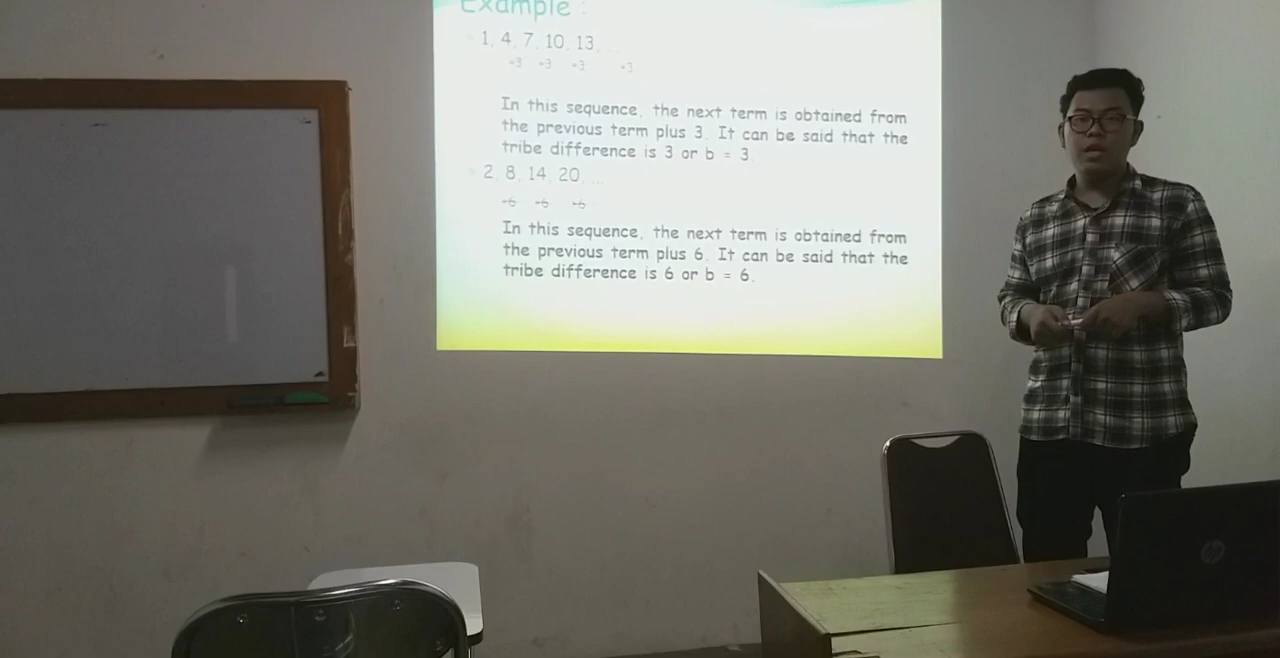 Example :
1, 4, 7, 10, 13, ...
+3 +3 +3 +3
In this sequence, the next term is obtained from
the previous term plus 3. It can be said that the
tribe difference is 3 or b = 3.
2, 8, 14, 20, ...
+6 +6 +6
In this sequence, the next term is obtained from
the previous term plus 6. It can be said that the
tribe difference is 6 or b = 6.
hp